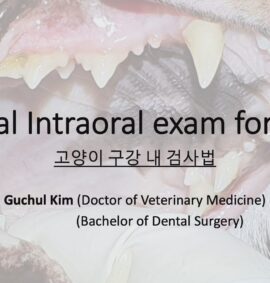 al Intraoral exam for
고양이 구강 내 검사법
Guchul Kim (Doctor of Veterinary Medicine)
(Bachelor of Dental Surgery)